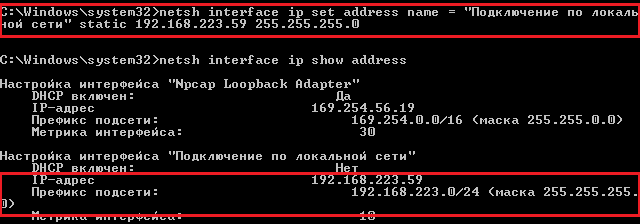 C:\Windows\system32>netsh interface ip set address name = "Подключение по локаль
ной сети" static 192.168.223.59 255.255.255.0
C:\Windows\system32>netsh interface ip show address
Настройка интерфейса "Npcap Loopback Adapter"
DHCP включен: Да
IP-адрес 169.254.56.19
Префикс подсети: 169.254.0.0/16 (маска 255.255.0.0)
Метрика интерфейса: 30
Настройка интерфейса "Подключение по локальной сети"
DHCP включен: Нет
IP-адрес 192.168.223.59
Префикс подсети: 192.168.223.0/24 (маска 255.255.255.
0)